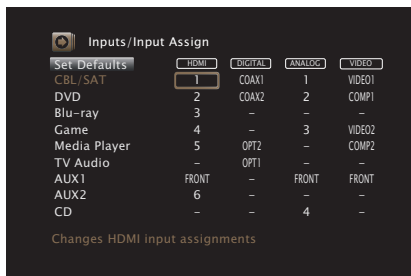 Inputs/Input Assign
Set Defaults HDMI DIGITAL ANALOG VIDEO
CBL/SAT 1 COAX1 1 VIDEO1
DVD 2 COAX2 2 COMP1
Blu-ray 3 – – –
Game 4 – 3 VIDEO2
Media Player 5 OPT2 – COMP2
TV Audio – OPT1 – –
AUX1 FRONT – FRONT FRONT
AUX2 6 – – –
CD – – 4 –
Changes HDMI input assignments